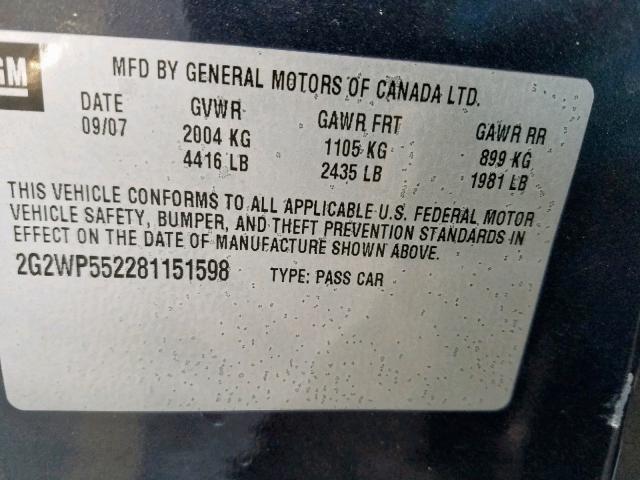 GM
MFD BY GENERAL MOTORS OF CANADA LTD.
DATE GVWR GAWR FRT GAWR RR
09/07 2004 KG 1105 KG 899 KG
4416 LB 2435 LB 1981 LB
THIS VEHICLE CONFORMS TO ALL APPLICABLE U.S. FEDERAL MOTOR
VEHICLE SAFETY, BUMPER, AND THEFT PREVENTION STANDARDS IN
EFFECT ON THE DATE OF MANUFACTURE SHOWN ABOVE.
2G2WP552281151598 TYPE: PASS CAR